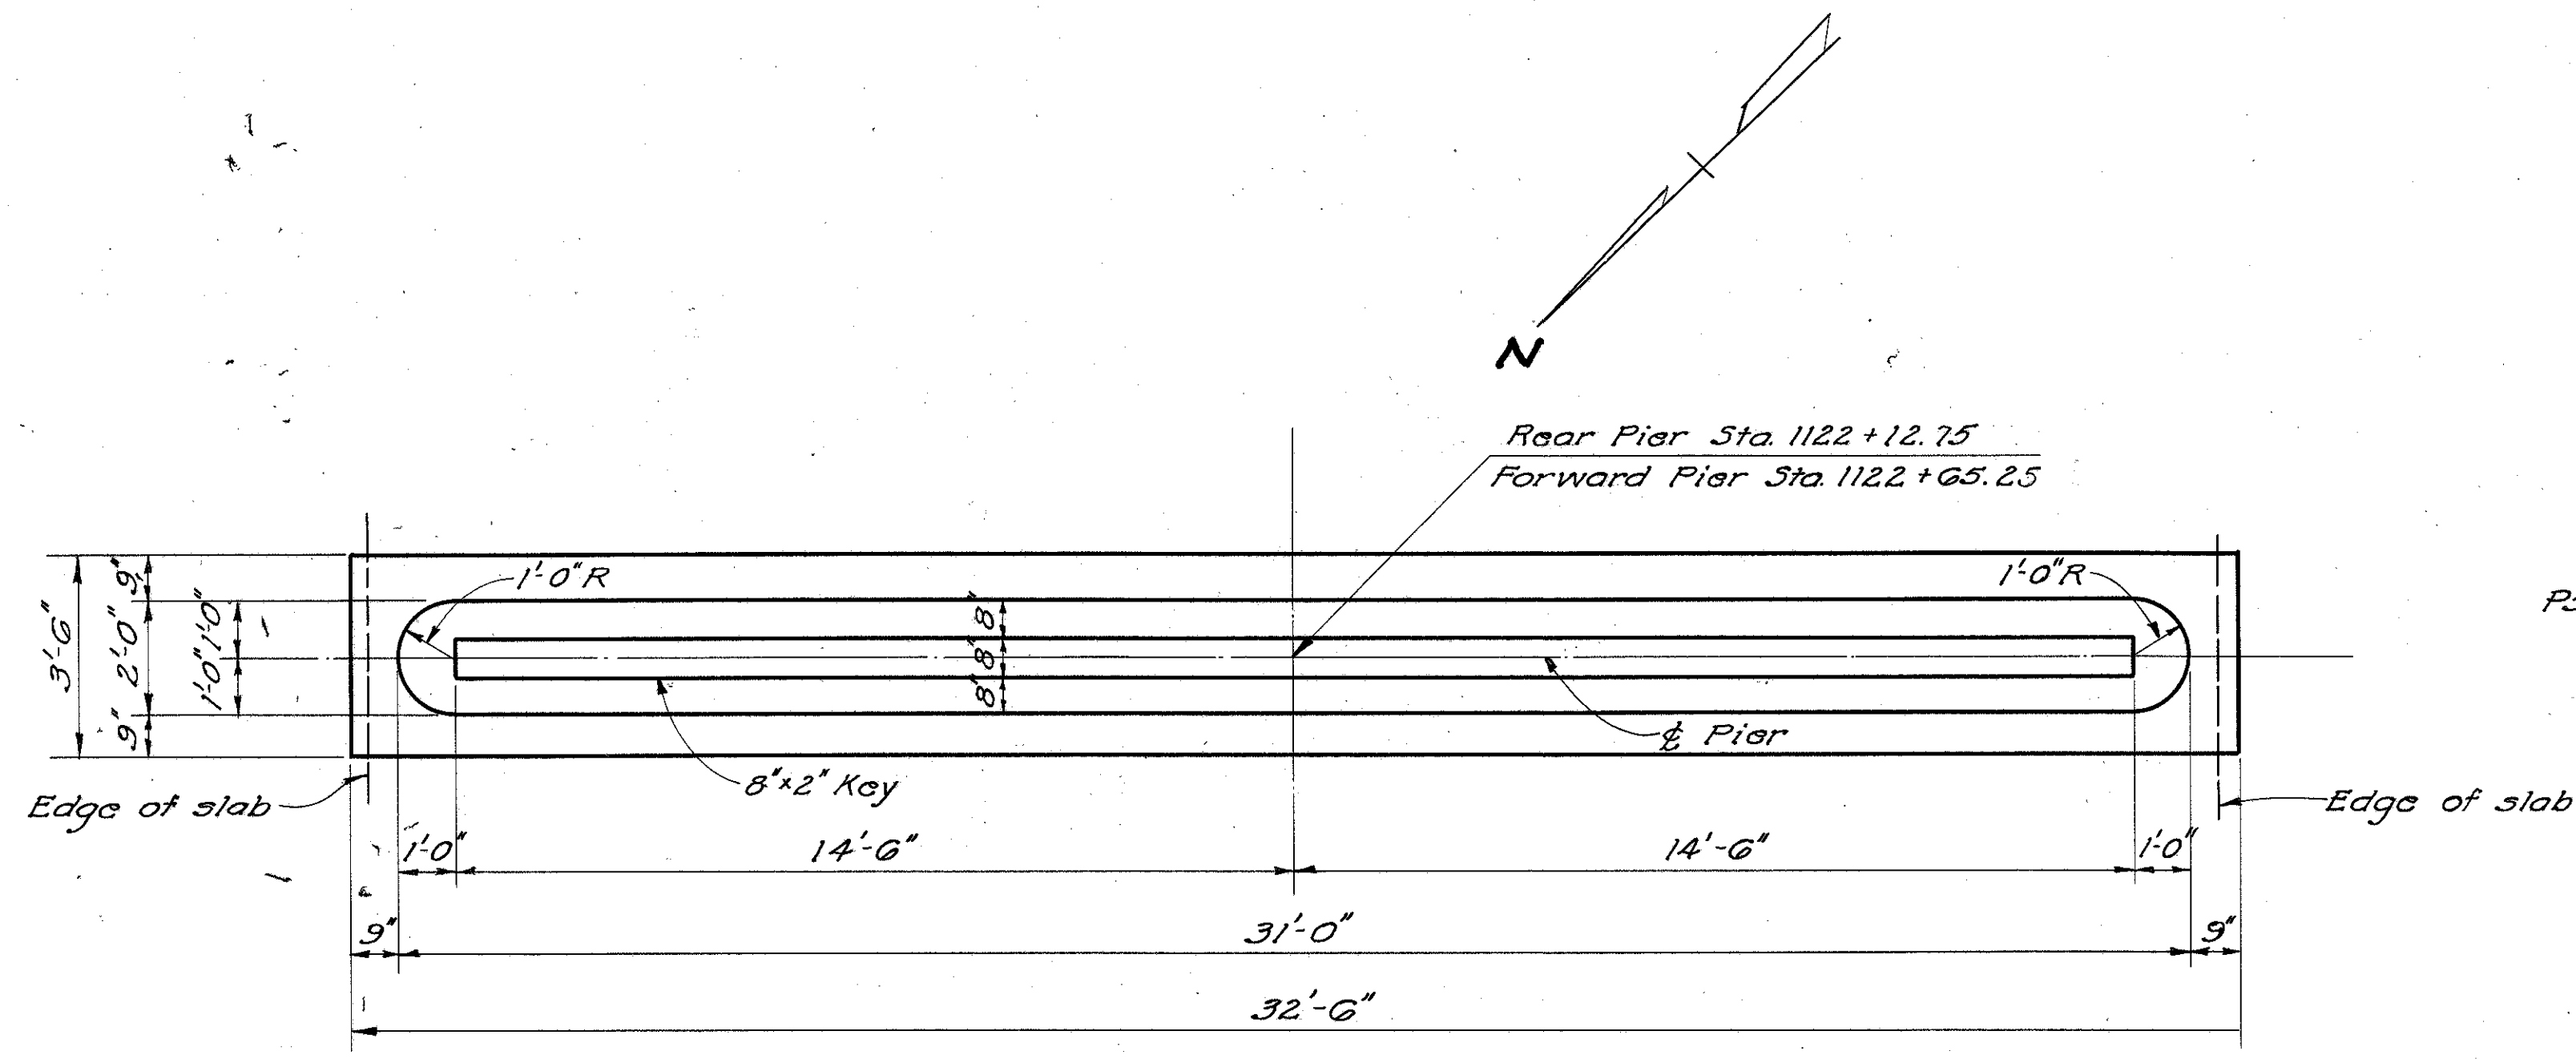 N
Rear Pier Sta. 1122+12.75
Forward Pier Sta. 1122+65.25
1'-0"R
1'-0"R
9"
3'-6"
2'-0"
1'-0"
1'-0"
9"
8"
8"
8"
℄ Pier
8"x2" Key
Edge of slab
Edge of slab
1'-0"
14'-6"
14'-6"
1'-0"
9"
31'-0"
9"
32'-6"